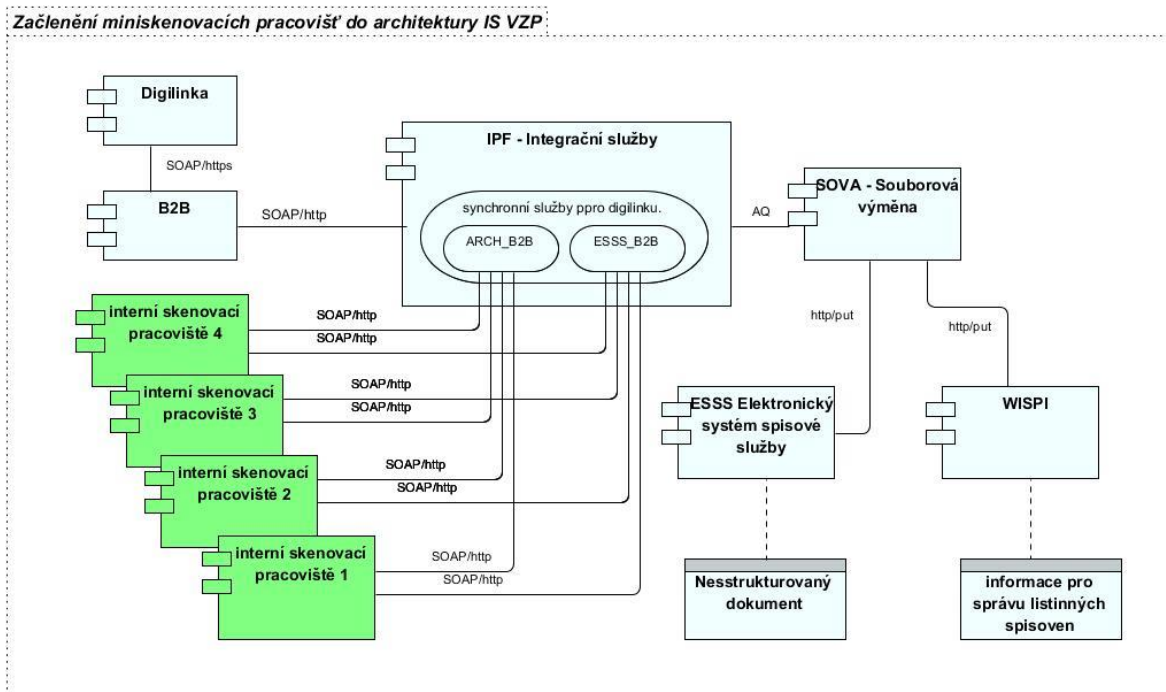 Začlenění miniskenovacích pracovišť do architektury IS VZP
Digilinka
SOAP/https
B2B
SOAP/http
IPF - Integrační služby
synchronní služby ppro digilinku.
ARCH_B2B
ESSS_B2B
AQ
SOVA - Souborová
výměna
http/put
http/put
interní skenovací
pracoviště 4
SOAP/http
SOAP/http
interní skenovací
pracoviště 3
SOAP/http
SOAP/http
interní skenovací
pracoviště 2
SOAP/http
SOAP/http
interní skenovací
pracoviště 1
SOAP/http
SOAP/http
ESSS Elektronický
systém spisové
služby
WISPI
Nesstrukturovaný
dokument
informace pro
správu listinných
spisoven